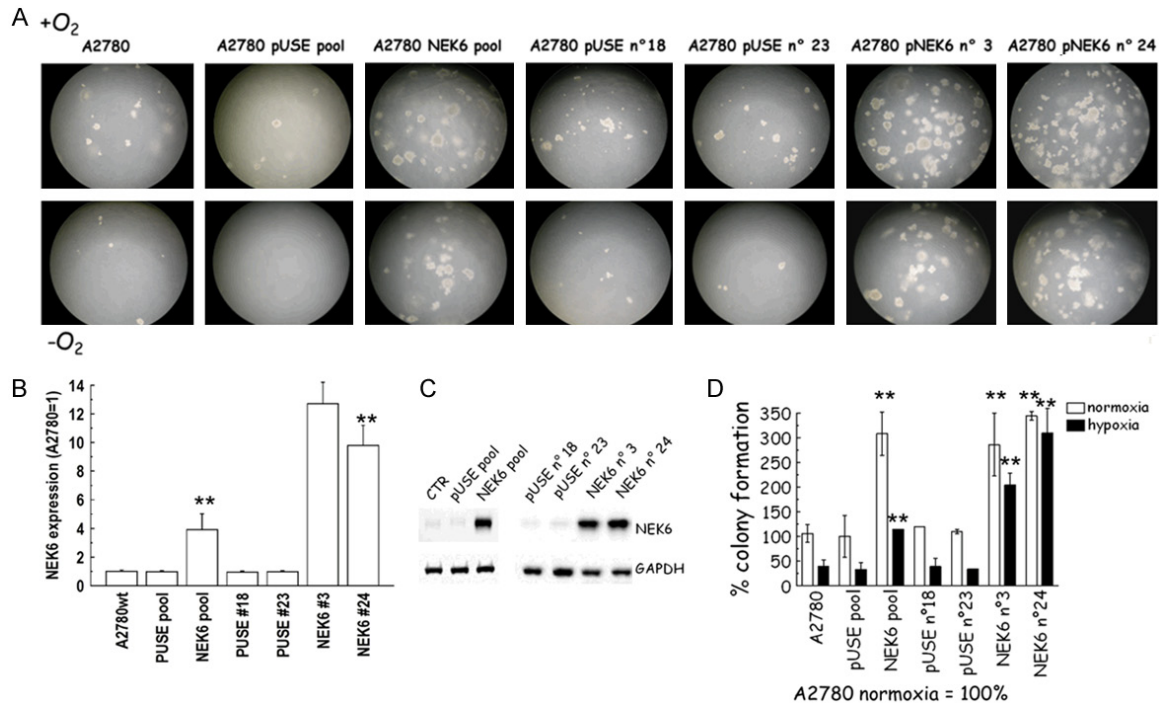 A
+O₂
A2780
A2780 pUSE pool
A2780 NEK6 pool
A2780 pUSE n°18
A2780 pUSE n° 23
A2780 pNEK6 n° 3
A2780 pNEK6 n° 24
-O₂
B
NEK6 expression (A2780=1)
14
12
10
8
6
4
2
0
**
**
A2780wt
PUSE pool
NEK6 pool
PUSE #18
PUSE #23
NEK6 #3
NEK6 #24
C
CTR
pUSE pool
NEK6 pool
pUSE n° 18
pUSE n° 23
NEK6 n° 3
NEK6 n° 24
NEK6
GAPDH
D
% colony formation
350
300
250
200
150
100
50
0
**
**
**
**
**
**
normoxia
hypoxia
A2780
pUSE pool
NEK6 pool
pUSE n°18
pUSE n°23
NEK6 n°3
NEK6 n°24
A2780 normoxia = 100%